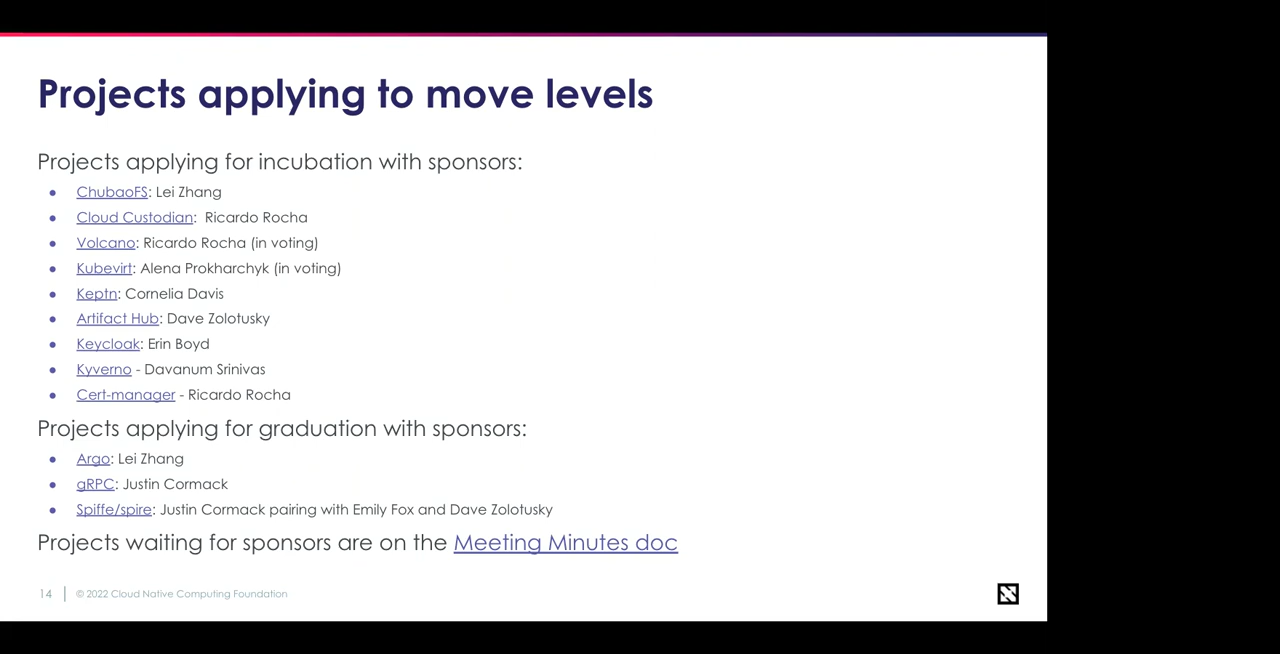 Projects applying to move levels
Projects applying for incubation with sponsors:
● ChubaoFS: Lei Zhang
● Cloud Custodian:  Ricardo Rocha
● Volcano: Ricardo Rocha (in voting)
● Kubevirt: Alena Prokharchyk (in voting)
● Keptn: Cornelia Davis
● Artifact Hub: Dave Zolotusky
● Keycloak: Erin Boyd
● Kyverno - Davanum Srinivas
● Cert-manager - Ricardo Rocha
Projects applying for graduation with sponsors:
● Argo: Lei Zhang
● gRPC: Justin Cormack
● Spiffe/spire: Justin Cormack pairing with Emily Fox and Dave Zolotusky
Projects waiting for sponsors are on the Meeting Minutes doc
14 | © 2022 Cloud Native Computing Foundation